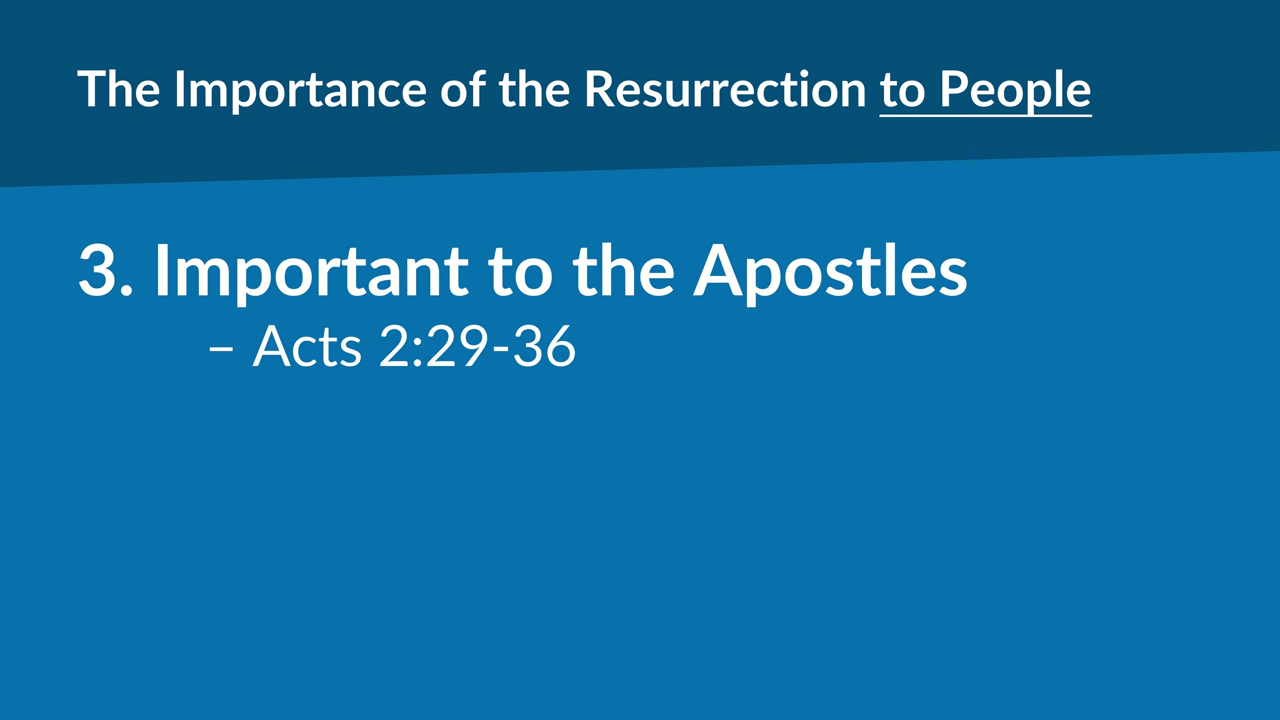 The Importance of the Resurrection to People
3. Important to the Apostles
– Acts 2:29-36